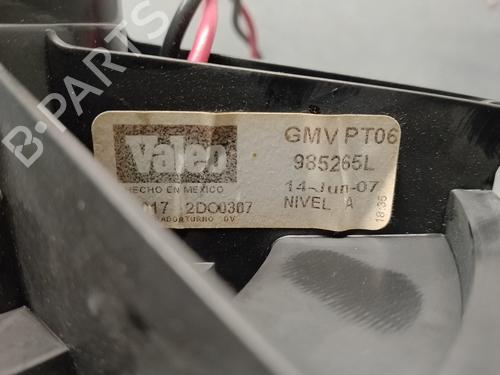 Valeo
HECHO EN MEXICO
GMV PT06
985265L
14-Jun-07
NIVEL A
18:35
2DC0307
B-PARTS